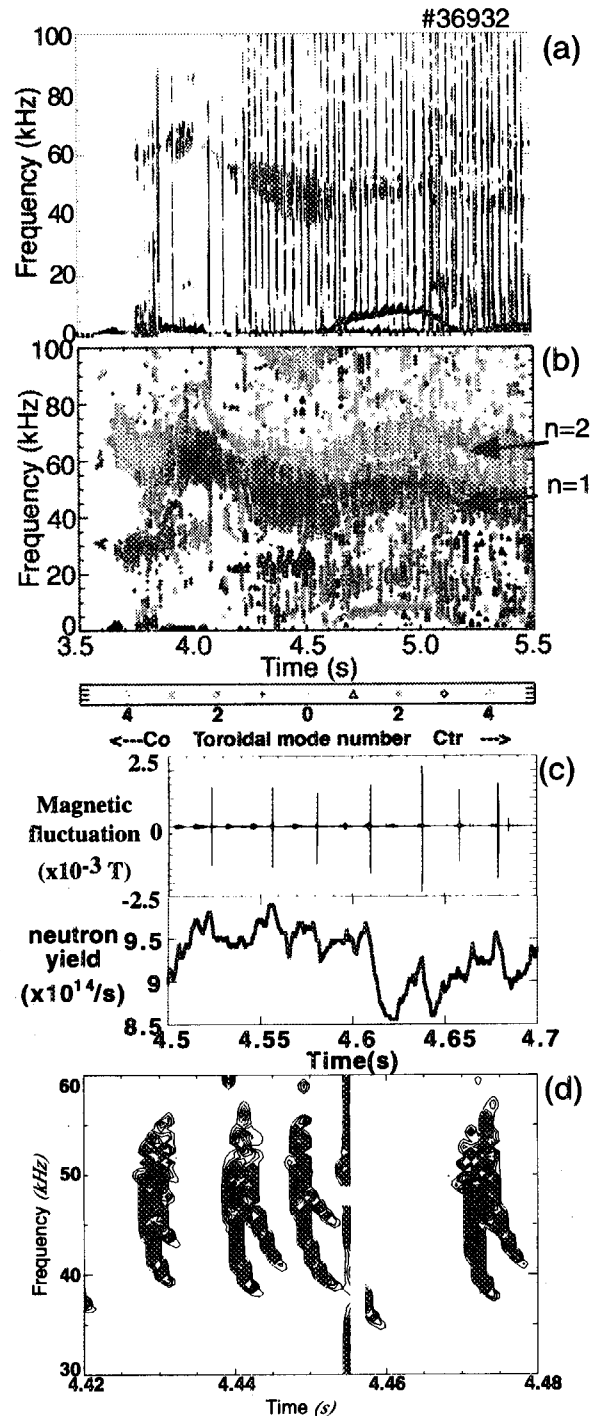 #36932
(a)
100
80
60
40
20
0
Frequency (kHz)
(b)
100
80
60
40
20
0
Frequency (kHz)
n=2
n=1
3.5 4.0 4.5 5.0 5.5
Time (s)
4 2 0 2 4
<---Co Toroidal mode number Ctr --->
(c)
2.5
Magnetic
fluctuation 0
(x10-3 T)
-2.5
neutron
yield
(x10^14/s)
9.5
9
8.5
4.5 4.55 4.6 4.65 4.7
Time(s)
(d)
60
50
40
30
Frequency (kHz)
4.42 4.44 4.46 4.48
Time (s)